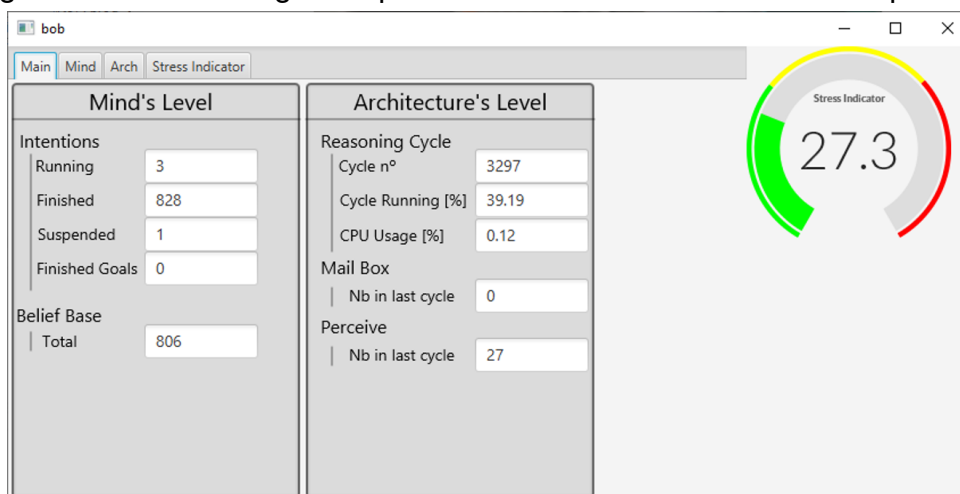 bob
Main Mind Arch Stress Indicator
Mind's Level
Intentions
Running 3
Finished 828
Suspended 1
Finished Goals 0
Belief Base
Total 806
Architecture's Level
Reasoning Cycle
Cycle nº 3297
Cycle Running [%] 39.19
CPU Usage [%] 0.12
Mail Box
Nb in last cycle 0
Perceive
Nb in last cycle 27
Stress Indicator
27.3